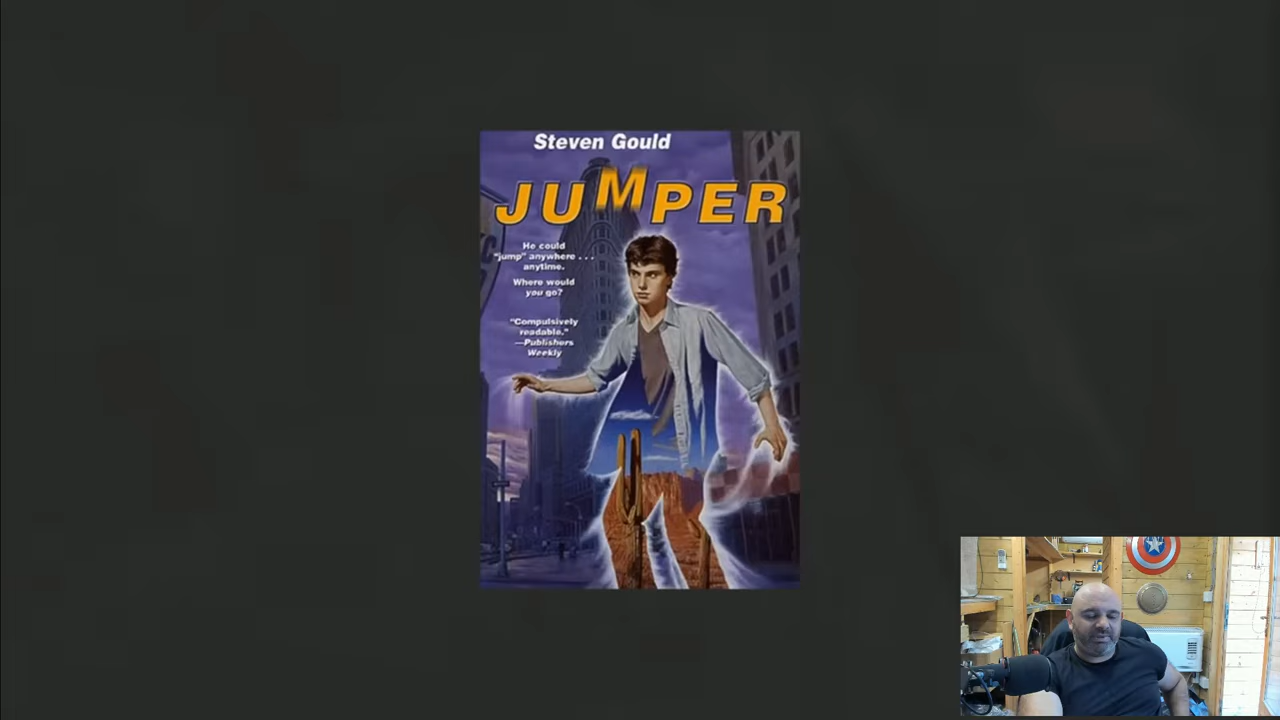 Steven Gould
JUMPER
He could
"jump" anywhere . . .
anytime.
Where would
you go?
"Compulsively
readable."
—Publishers
Weekly